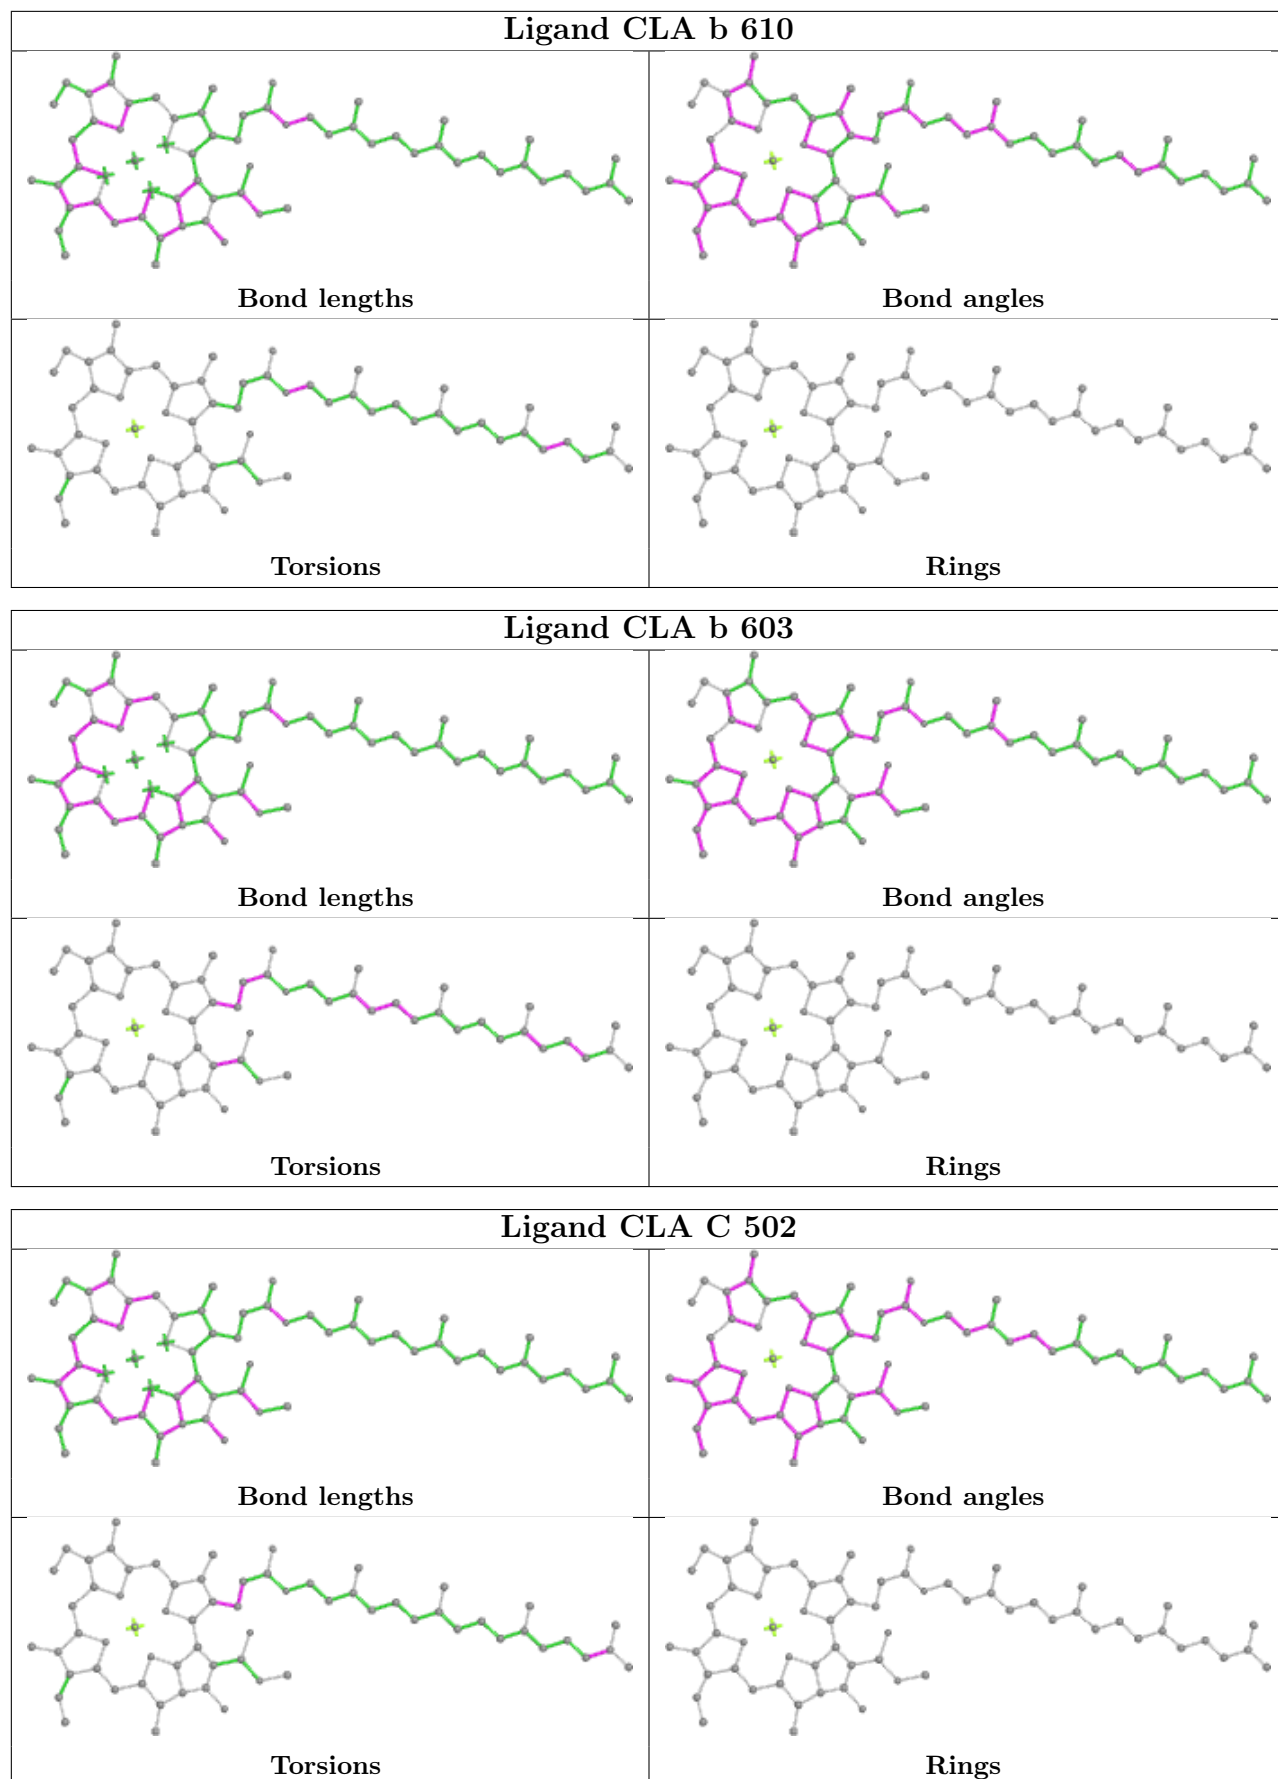 Ligand CLA b 610
Bond lengths
Bond angles
Torsions
Rings
Ligand CLA b 603
Bond lengths
Bond angles
Torsions
Rings
Ligand CLA C 502
Bond lengths
Bond angles
Torsions
Rings